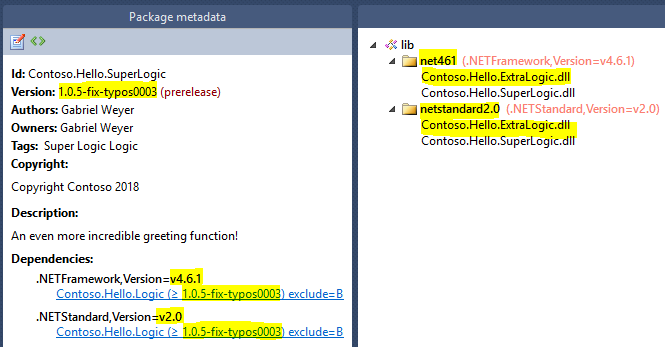 Package metadata
Id: Contoso.Hello.SuperLogic
Version: 1.0.5-fix-typos0003 (prerelease)
Authors: Gabriel Weyer
Owners: Gabriel Weyer
Tags: Super Logic Logic
Copyright:
Copyright Contoso 2018
Description:
An even more incredible greeting function!
Dependencies:
.NETFramework,Version=v4.6.1
Contoso.Hello.Logic (≥ 1.0.5-fix-typos0003) exclude=B
.NETStandard,Version=v2.0
Contoso.Hello.Logic (≥ 1.0.5-fix-typos0003) exclude=B
lib
net461 (.NETFramework,Version=v4.6.1)
Contoso.Hello.ExtraLogic.dll
Contoso.Hello.SuperLogic.dll
netstandard2.0 (.NETStandard,Version=v2.0)
Contoso.Hello.ExtraLogic.dll
Contoso.Hello.SuperLogic.dll